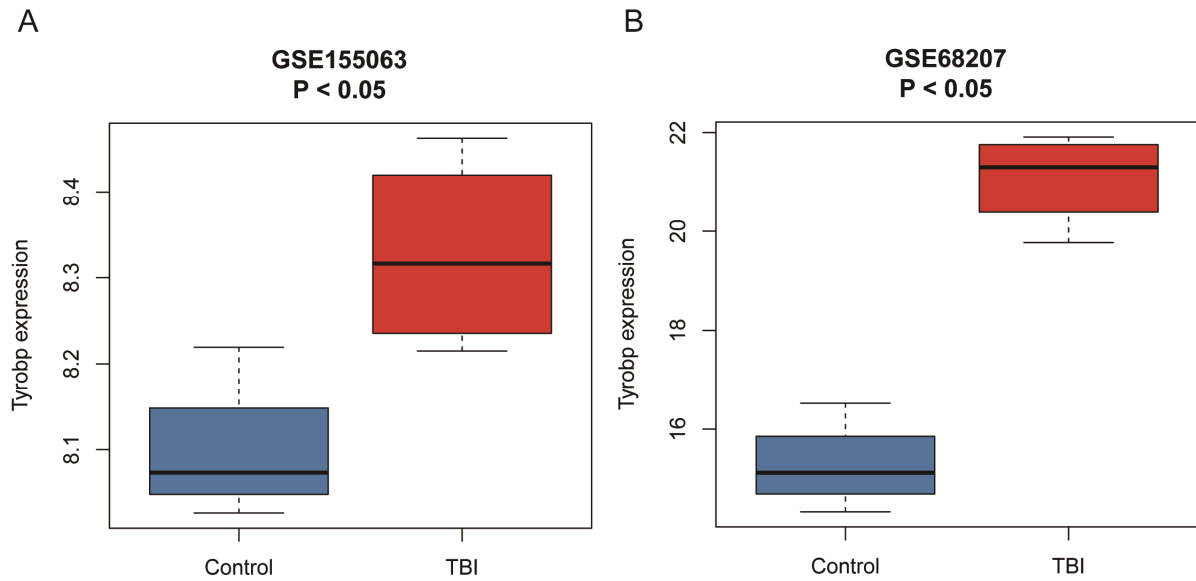 A
GSE155063
P < 0.05
Tyrobp expression
8.4
8.3
8.2
8.1
Control
TBI
B
GSE68207
P < 0.05
Tyrobp expression
22
20
18
16
Control
TBI